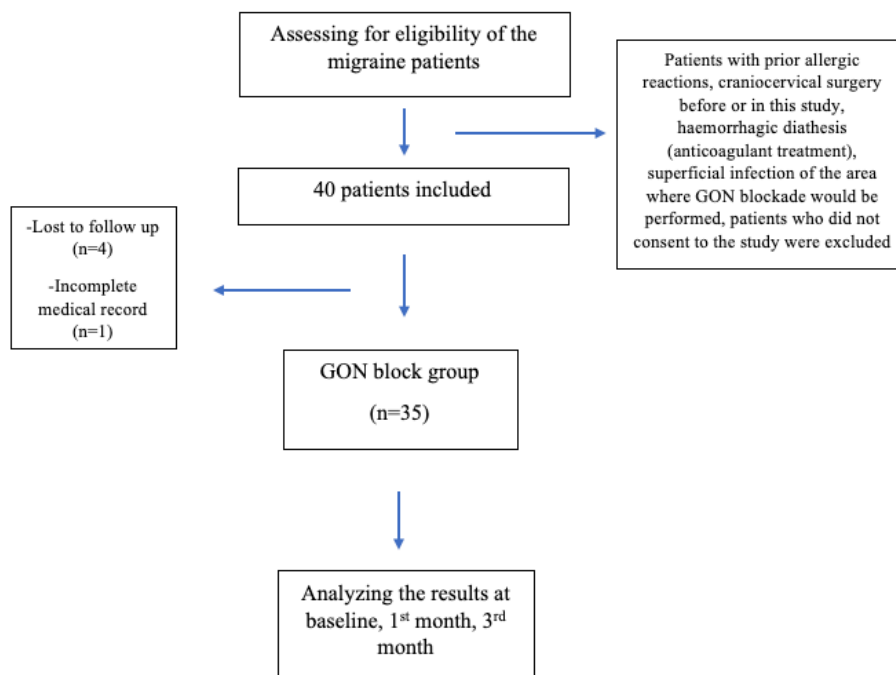 Assessing for eligibility of the
migraine patients
Patients with prior allergic
reactions, craniocervical surgery
before or in this study,
haemorrhagic diathesis
(anticoagulant treatment),
superficial infection of the area
where GON blockade would be
performed, patients who did not
consent to the study were excluded
40 patients included
-Lost to follow up
(n=4)
-Incomplete
medical record
(n=1)
GON block group
(n=35)
Analyzing the results at
baseline, 1st month, 3rd
month